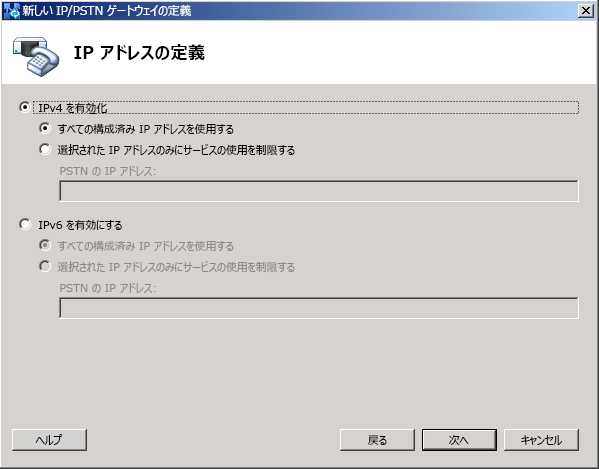 新しい IP/PSTN ゲートウェイの定義
IP アドレスの定義
IPv4 を有効化
すべての構成済み IP アドレスを使用する
選択された IP アドレスのみにサービスの使用を制限する
PSTN の IP アドレス:
IPv6 を有効にする
すべての構成済み IP アドレスを使用する
選択された IP アドレスのみにサービスの使用を制限する
PSTN の IP アドレス:
ヘルプ
戻る
次へ
キャンセル